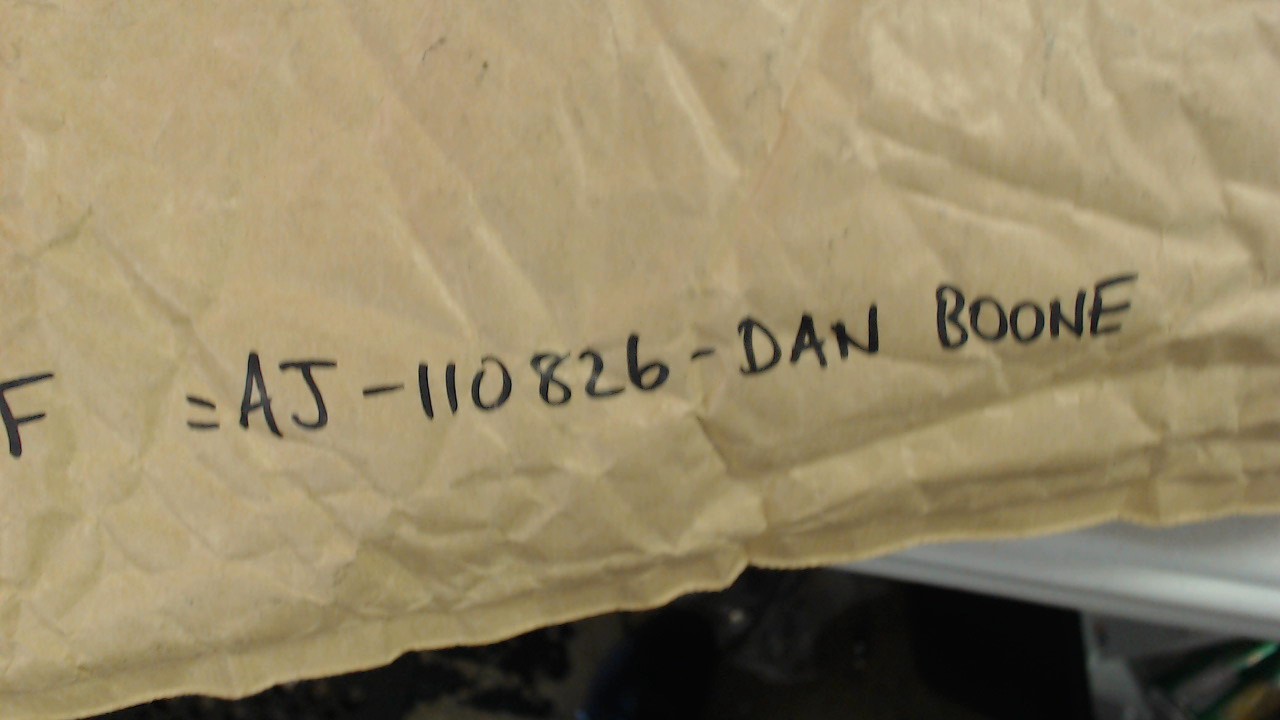 F =AJ-110826-DAN BOONE